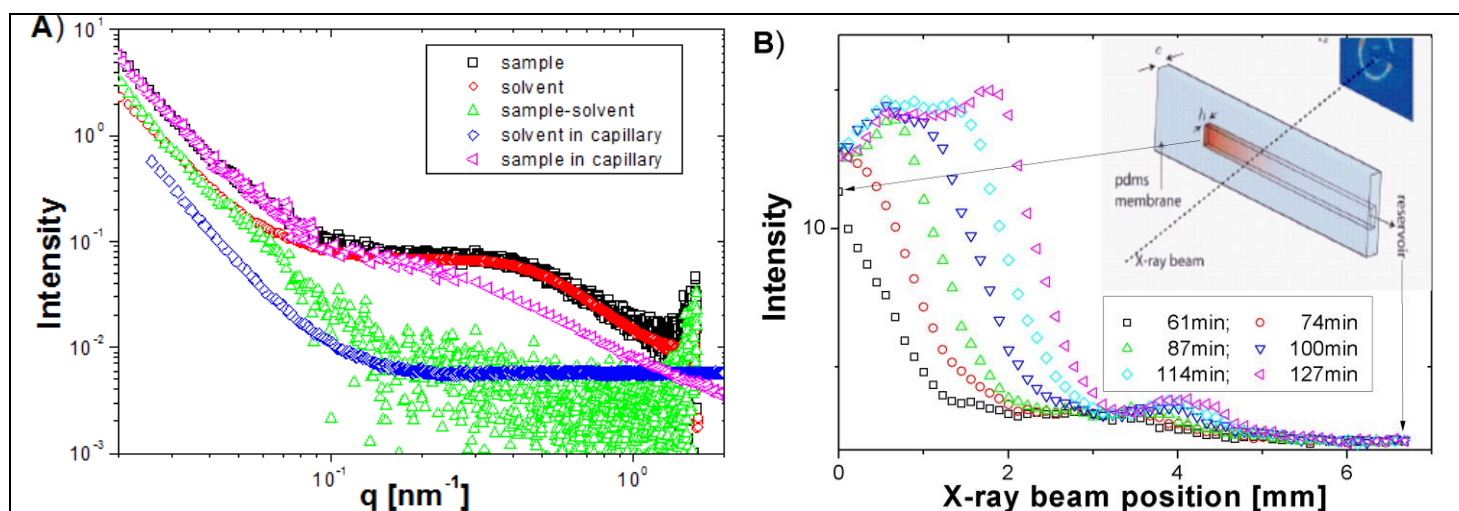 A)
10^1
10^0
10^-1
10^-2
10^-3
Intensity
10^-1
10^0
q [nm^-1]
sample
solvent
sample-solvent
solvent in capillary
sample in capillary
B)
10
Intensity
0
2
4
6
X-ray beam position [mm]
e
h
pdms
membrane
X-ray beam
reservoir
61min;
74min
87min;
100min
114min;
127min